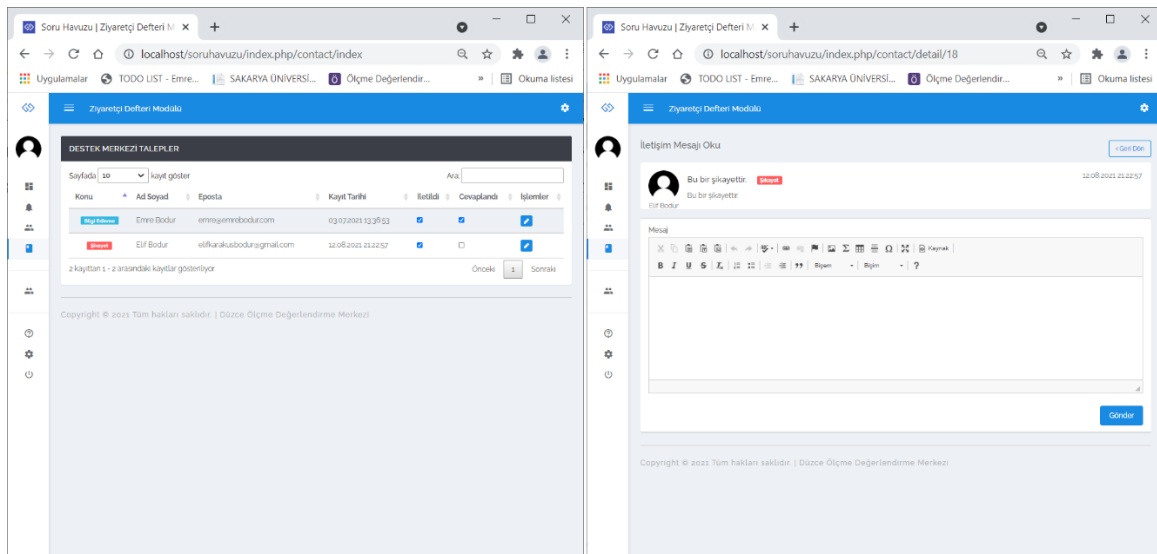 Soru Havuzu | Ziyaretçi Defteri M
localhost/soruhavuzu/index.php/contact/index
Uygulamalar TODO LIST - Emre... SAKARYA ÜNİVERSİ... Ölçme Değerlendir... » Okuma listesi
Ziyaretçi Defteri Modülü
DESTEK MERKEZİ TALEPLER
Sayfada 10 kayıt göster Ara:
Konu Ad Soyad Eposta Kayıt Tarihi İletildi Cevaplandı İşlemler
Bilgi Edinme Emre Bodur emre@emrebodur.com 03.07.2021 13:38:53
Şikayet Elif Bodur elifkarakusbodur@gmail.com 12.08.2021 21:22:57
2 kayıttan 1 - 2 arasındaki kayıtlar gösteriliyor Önceki 1 Sonraki
Copyright © 2021 Tüm hakları saklıdır. | Düzce Ölçme Değerlendirme Merkezi
Soru Havuzu | Ziyaretçi Defteri M
localhost/soruhavuzu/index.php/contact/detail/18
Uygulamalar TODO LIST - Emre... SAKARYA ÜNİVERSİ... Ölçme Değerlendir... » Okuma listesi
Ziyaretçi Defteri Modülü
İletişim Mesajı Oku ‹ Geri Dön
Bu bir şikayettir. Şikayet 12.08.2021 21:22:57
Bu bir şikayettir.
Elif Bodur
Mesaj
Kaynak
B I U S Biçem Biçim ?
Gönder
Copyright © 2021 Tüm hakları saklıdır. | Düzce Ölçme Değerlendirme Merkezi